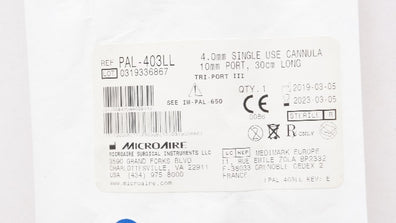 REF PAL-403LL
LOT 0319336867
4.0mm SINGLE USE CANNULA
10mm PORT, 30cm LONG
TRI-PORT III
SEE IM-PAL-650
QTY. 1
2019-03-05
2023-03-05
CE
0086
STERILE R
R ONLY
MICROAIRE
MICROAIRE SURGICAL INSTRUMENTS LLC
3590 GRAND FORKS BLVD
CHARLOTTESVILLE, VA 22911
USA (434) 975 8000
www.microaire.com
EC REP MEDIMARK EUROPE
11, RUE EMILE ZOLA BP2332
F-38033 GRENOBLE CEDEX 2
FRANCE
LPAL 403LL REV. E